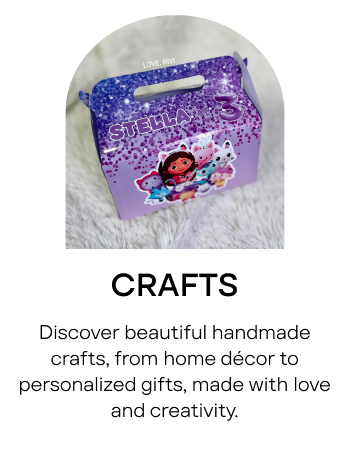 LOVE, RIVI
STELLA
3
CRAFTS
Discover beautiful handmade
crafts, from home décor to
personalized gifts, made with love
and creativity.